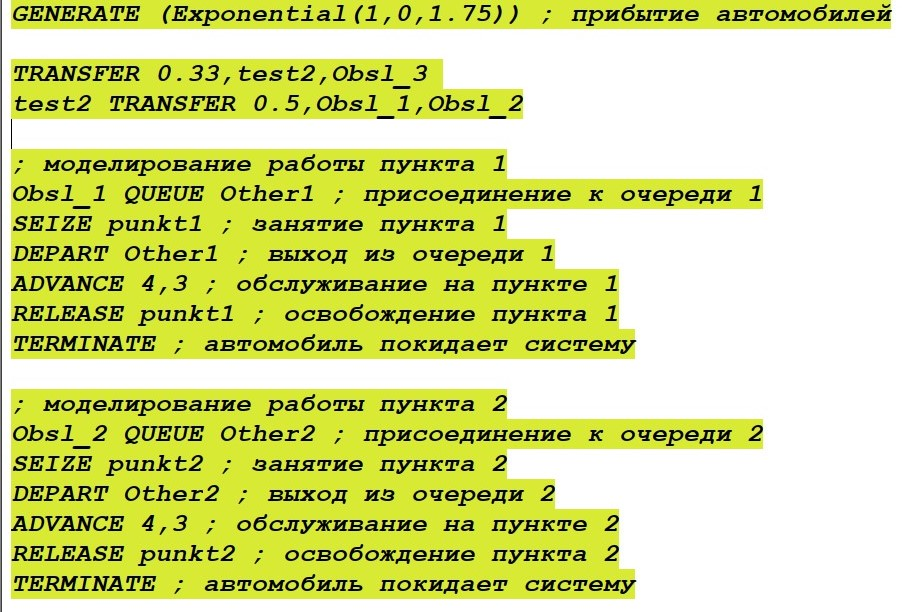 GENERATE (Exponential(1,0,1.75)) ; прибытие автомобилей
TRANSFER 0.33,test2,Obsl_3
test2 TRANSFER 0.5,Obsl_1,Obsl_2
; моделирование работы пункта 1
Obsl_1 QUEUE Other1 ; присоединение к очереди 1
SEIZE punkt1 ; занятие пункта 1
DEPART Other1 ; выход из очереди 1
ADVANCE 4,3 ; обслуживание на пункте 1
RELEASE punkt1 ; освобождение пункта 1
TERMINATE ; автомобиль покидает систему
; моделирование работы пункта 2
Obsl_2 QUEUE Other2 ; присоединение к очереди 2
SEIZE punkt2 ; занятие пункта 2
DEPART Other2 ; выход из очереди 2
ADVANCE 4,3 ; обслуживание на пункте 2
RELEASE punkt2 ; освобождение пункта 2
TERMINATE ; автомобиль покидает систему